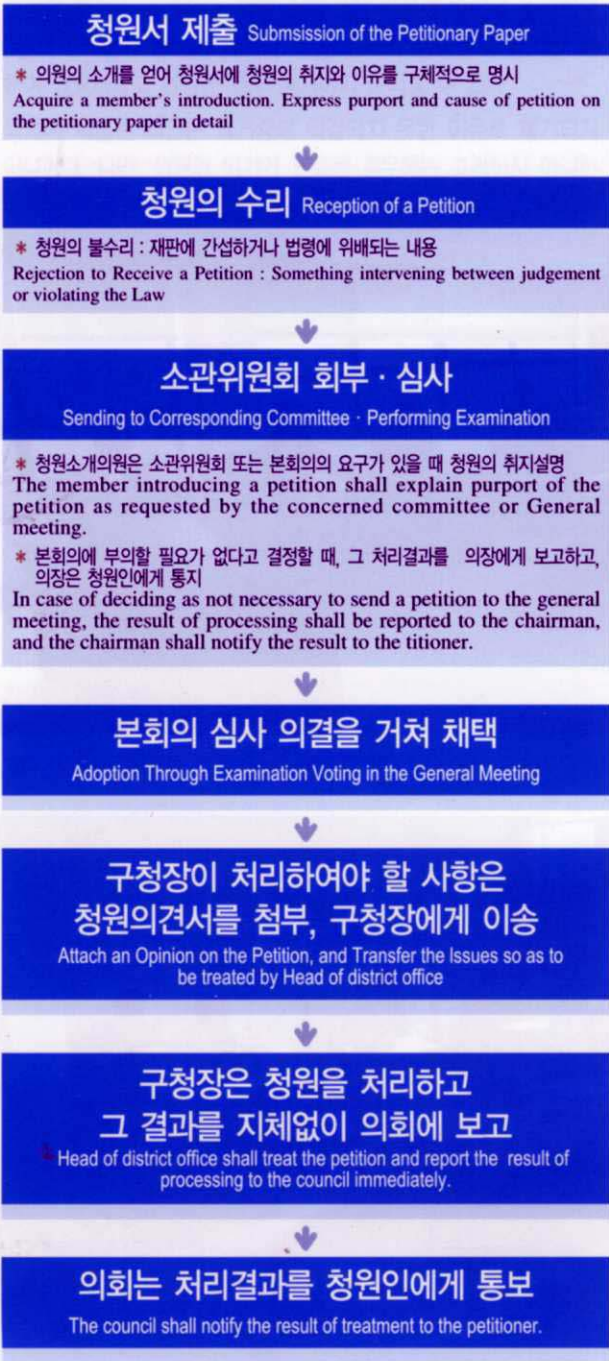 청원서 제출 Submsission of the Petitionary Paper
* 의원의 소개를 얻어 청원서에 청원의 취지와 이유를 구체적으로 명시
Acquire a member's introduction. Express purport and cause of petition on
the petitionary paper in detail
청원의 수리 Reception of a Petition
* 청원의 불수리 : 재판에 간섭하거나 법령에 위배되는 내용
Rejection to Receive a Petition : Something intervening between judgement
or violating the Law
소관위원회 회부 · 심사
Sending to Corresponding Committee · Performing Examination
* 청원소개의원은 소관위원회 또는 본회의의 요구가 있을 때 청원의 취지설명
The member introducing a petition shall explain purport of the
petition as requested by the concerned committee or General
meeting.
* 본회의에 부의할 필요가 없다고 결정할 때, 그 처리결과를 의장에게 보고하고,
의장은 청원인에게 통지
In case of deciding as not necessary to send a petition to the general
meeting, the result of processing shall be reported to the chairman,
and the chairman shall notify the result to the titioner.
본회의 심사 의결을 거쳐 채택
Adoption Through Examination Voting in the General Meeting
구청장이 처리하여야 할 사항은
청원의견서를 첨부, 구청장에게 이송
Attach an Opinion on the Petition, and Transfer the Issues so as to
be treated by Head of district office
구청장은 청원을 처리하고
그 결과를 지체없이 의회에 보고
Head of district office shall treat the petition and report the result of
processing to the council immediately.
의회는 처리결과를 청원인에게 통보
The council shall notify the result of treatment to the petitioner.